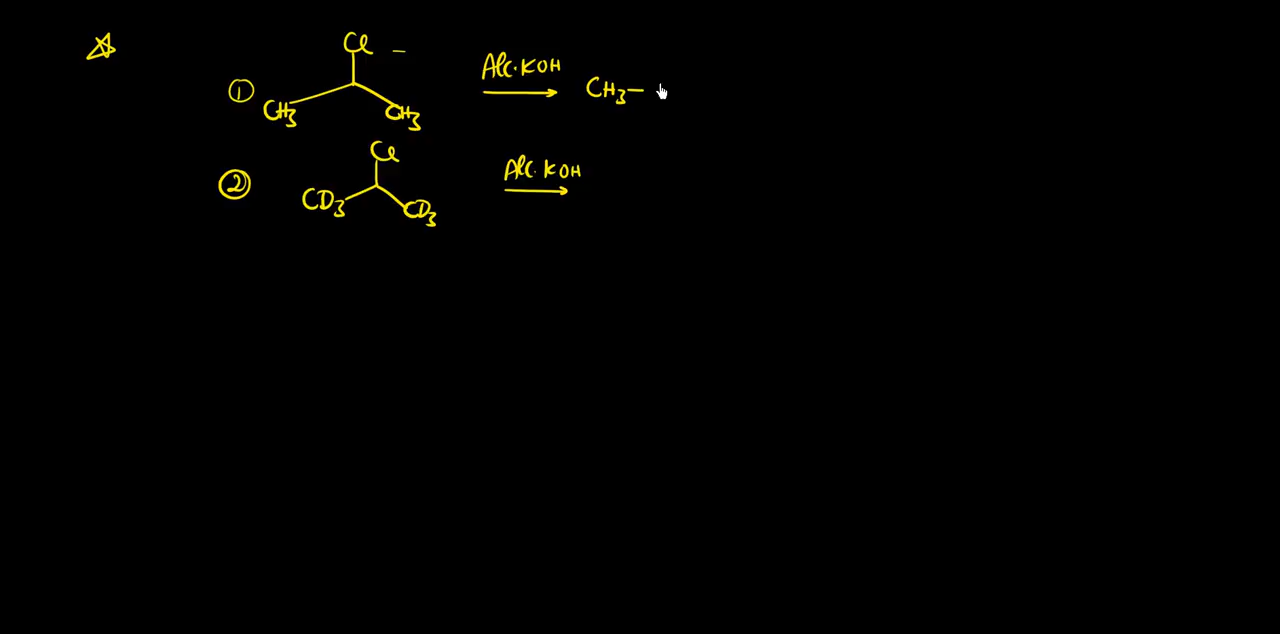 Cl –
① CH3 CH3 Alc.KOH CH3–
Cl
② CD3 CD3 Alc.KOH